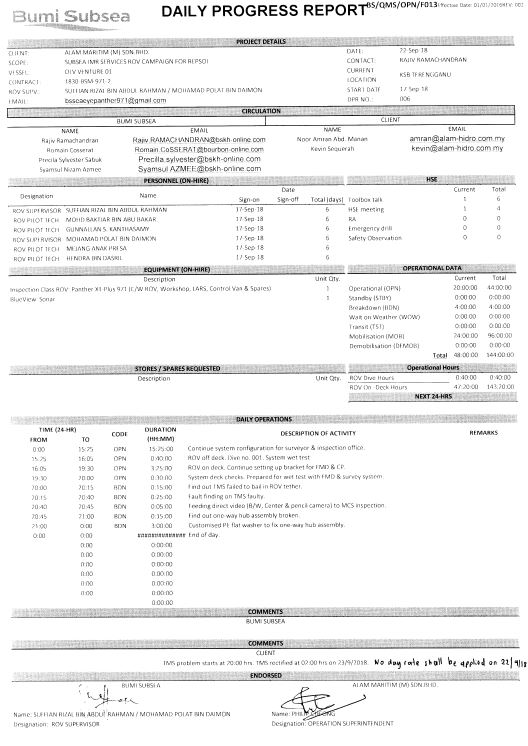 Bumi Subsea
DAILY PROGRESS REPORT
BS/QMS/OPN/F013 Effective Date: 01/01/2016 REV: 002
PROJECT DETAILS
CLIENT: ALAM MARITIM (M) SDN BHD. DATE: 22-Sep-18
SCOPE: SUBSEA IMR SERVICES ROV CAMPAIGN FOR REPSOL CONTACT RAJIV RAMACHANDRAN
VESSEL: DLV VENTURE 01 CURRENT LOCATION KSB TERENGGANU
CONTRACT: 1830-BSM-971-2
ROV SUPV. SUFFIAN RIZAL BIN ABDUL RAHMAN / MOHAMAD POLAT BIN DAIMON START DATE 17 Sep 18
EMAIL: bsscaeyepanther971@gmail.com DPR NO.: 006
CIRCULATION
BUMI SUBSEA CLIENT
NAME EMAIL NAME EMAIL
Rajiv Ramachandran Rajiv.RAMACHANDRAN@bskh-online.com Noor Amran Abd. Manan amran@alam-hidro.com.my
Romain Cosserat Romain.CoSSERAT@bourbon-online.com Kevin Sequerah kevin@alam-hidro.com.my
Precila Sylvester Sabuk Precilla.sylvester@bskh-online.com
Syamsul Nizam Azmee Syamsul.AZMEE@bskh-online.com
PERSONNEL (ON-HIRE) HSE
Designation Name Date Sign-on Sign-off Total (days) Current Total
ROV SUPERVISOR SUFFIAN RIZAL BIN ABDUL RAHMAN 17-Sep-18 6 Toolbox talk 1 6
ROV PILOT TECH MOHD BAKTIAR BIN ABU BAKAR 17-Sep-18 6 HSE meeting 1 4
ROV PILOT TECH GUNNALLAN S. KANTHASAMY 17-Sep-18 6 RA 0 0
ROV SUPERVISOR MOHAMAD POLAT BIN DAIMON 17-Sep-18 6 Emergency drill 0 0
ROV PILOT TECH MEJANG ANAK PRESA 17-Sep-18 6 Safety Observation 0 0
ROV PILOT TECH HENDRA BIN DASRIL 17-Sep-18 6
EQUIPMENT (ON-HIRE) OPERATIONAL DATA
Description Unit Qty. Current Total
Inspection Class ROV Panther XT Plus 971 (C/W ROV, Workshop, LARS, Control Van & Spares) 1 Operational (OPN) 20:00:00 44:00:00
BlueView Sonar 1 Standby (STBY) 0:00:00 0:00:00
Breakdown (BDN) 4:00:00 4:00:00
Wait on Weather (WOW) 0:00:00 0:00:00
Transit (TST) 0:00:00 0:00:00
Mobilisation (MOB) 24:00:00 96:00:00
Demobilisation (DEMOB) 0:00:00 0:00:00
Total 48:00:00 144:00:00
STORES / SPARES REQUESTED Operational Hours
Description Unit Qty. ROV Dive Hours 0:40:00 0:40:00
ROV On Deck Hours 47:20:00 143:20:00
NEXT 24-HRS
DAILY OPERATIONS
TIME (24-HR) CODE DURATION DESCRIPTION OF ACTIVITY REMARKS
FROM TO (HH:MM)
0:00 15:25 OPN 15:25:00 Continue system configuration for surveyor & inspection office.
15:25 16:05 OPN 0:40:00 ROV off deck. Dive no. 001. System wet test
16:05 19:30 OPN 3:25:00 ROV on deck. Continue setting up bracket for FMD & CP.
19:30 20:00 OPN 0:30:00 System deck checks. Prepared for wet test with FMD & survey system.
20:00 20:15 BDN 0:15:00 Find out TMS failed to bail in ROV tether.
20:15 20:40 BDN 0:25:00 Fault finding on TMS faulty.
20:40 20:45 BDN 0:05:00 Feeding direct video (B/W, Center & pencil camera) to MCS inspection.
20:45 21:00 BDN 0:15:00 Find out one-way hub assembly broken.
21:00 0:00 BDN 3:00:00 Customised PE flat washer to fix one-way hub assembly.
0:00 0:00 ############## End of day.
0:00 0:00:00
0:00 0:00:00
0:00 0:00:00
0:00 0:00:00
0:00 0:00:00
0:00:00
COMMENTS
BUMI SUBSEA
COMMENTS
CLIENT
TMS problem starts at 20:00 hrs. TMS rectified at 02:00 hrs on 23/9/2018. No day rate shall be applied on 22/9/18
ENDORSED
BUMI SUBSEA ALAM MARITIM (M) SDN BHD.
Name: SUFFIAN RIZAL BIN ABDUL RAHMAN / MOHAMAD POLAT BIN DAIMON Name:
Designation: ROV SUPERVISOR Designation: OPERATION SUPERINTENDENT